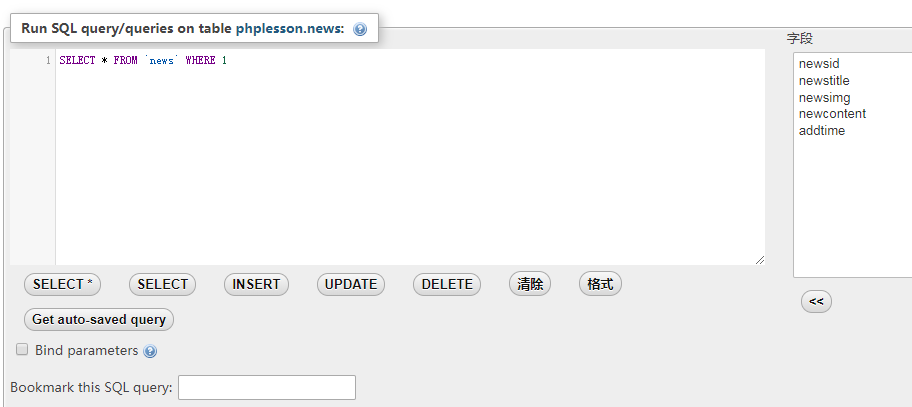 Run SQL query/queries on table phplesson.news:
字段
1 SELECT * FROM `news` WHERE 1
newsid
newstitle
newsimg
newcontent
addtime
SELECT * SELECT INSERT UPDATE DELETE 清除 格式
<<
Get auto-saved query
Bind parameters
Bookmark this SQL query: